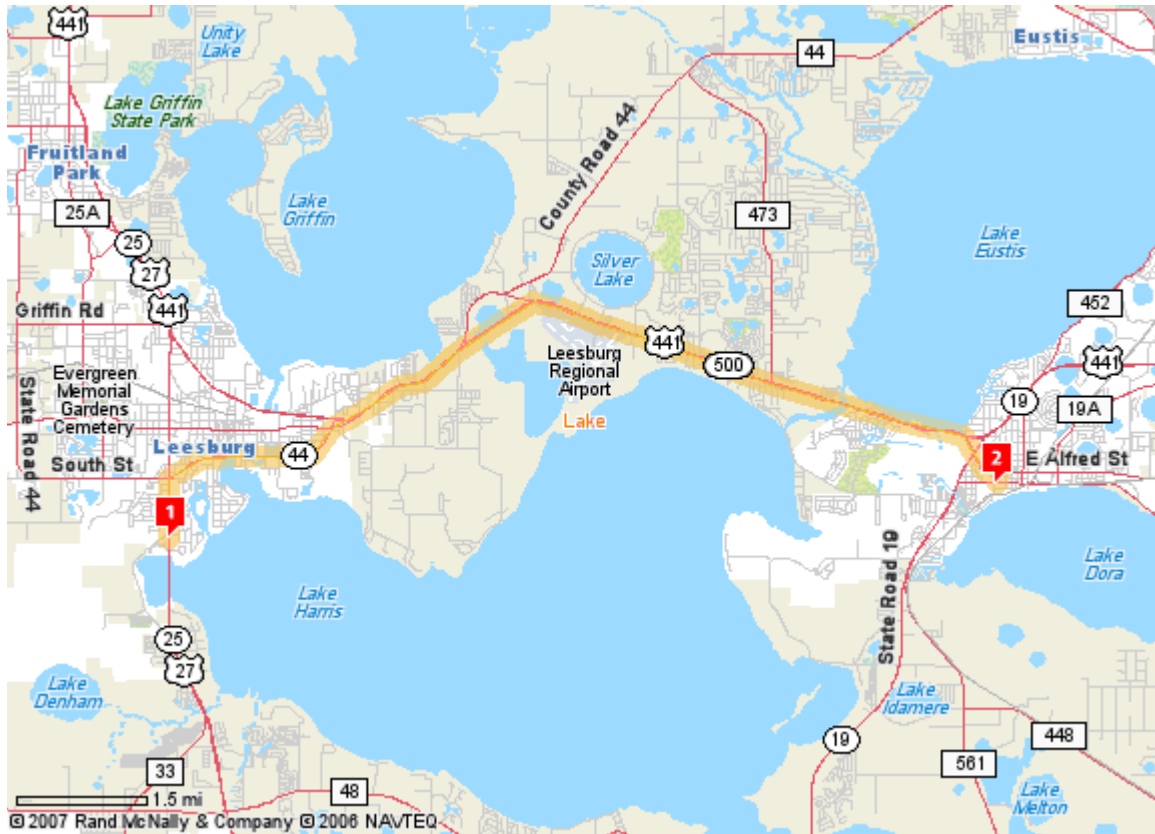 441
Unity
Lake
44
Eustis
Lake Griffin
State Park
Fruitland
Park
25A
Lake
Griffin
County Road 44
473
25
27
441
Silver
Lake
Lake
Eustis
Griffin Rd
452
441
500
Leesburg
Regional
Airport
441
19
19A
Evergreen
Memorial
Gardens
Cemetery
State Road 44
Lake
Leesburg
44
South St
2
E Alfred St
1
State Road 19
Lake
Dora
Lake
Harris
25
27
Lake
Denham
Lake
Idamere
19
448
561
33
48
Lake
Melton
1.5 mi
© 2007 Rand McNally & Company © 2006 NAVTEQ